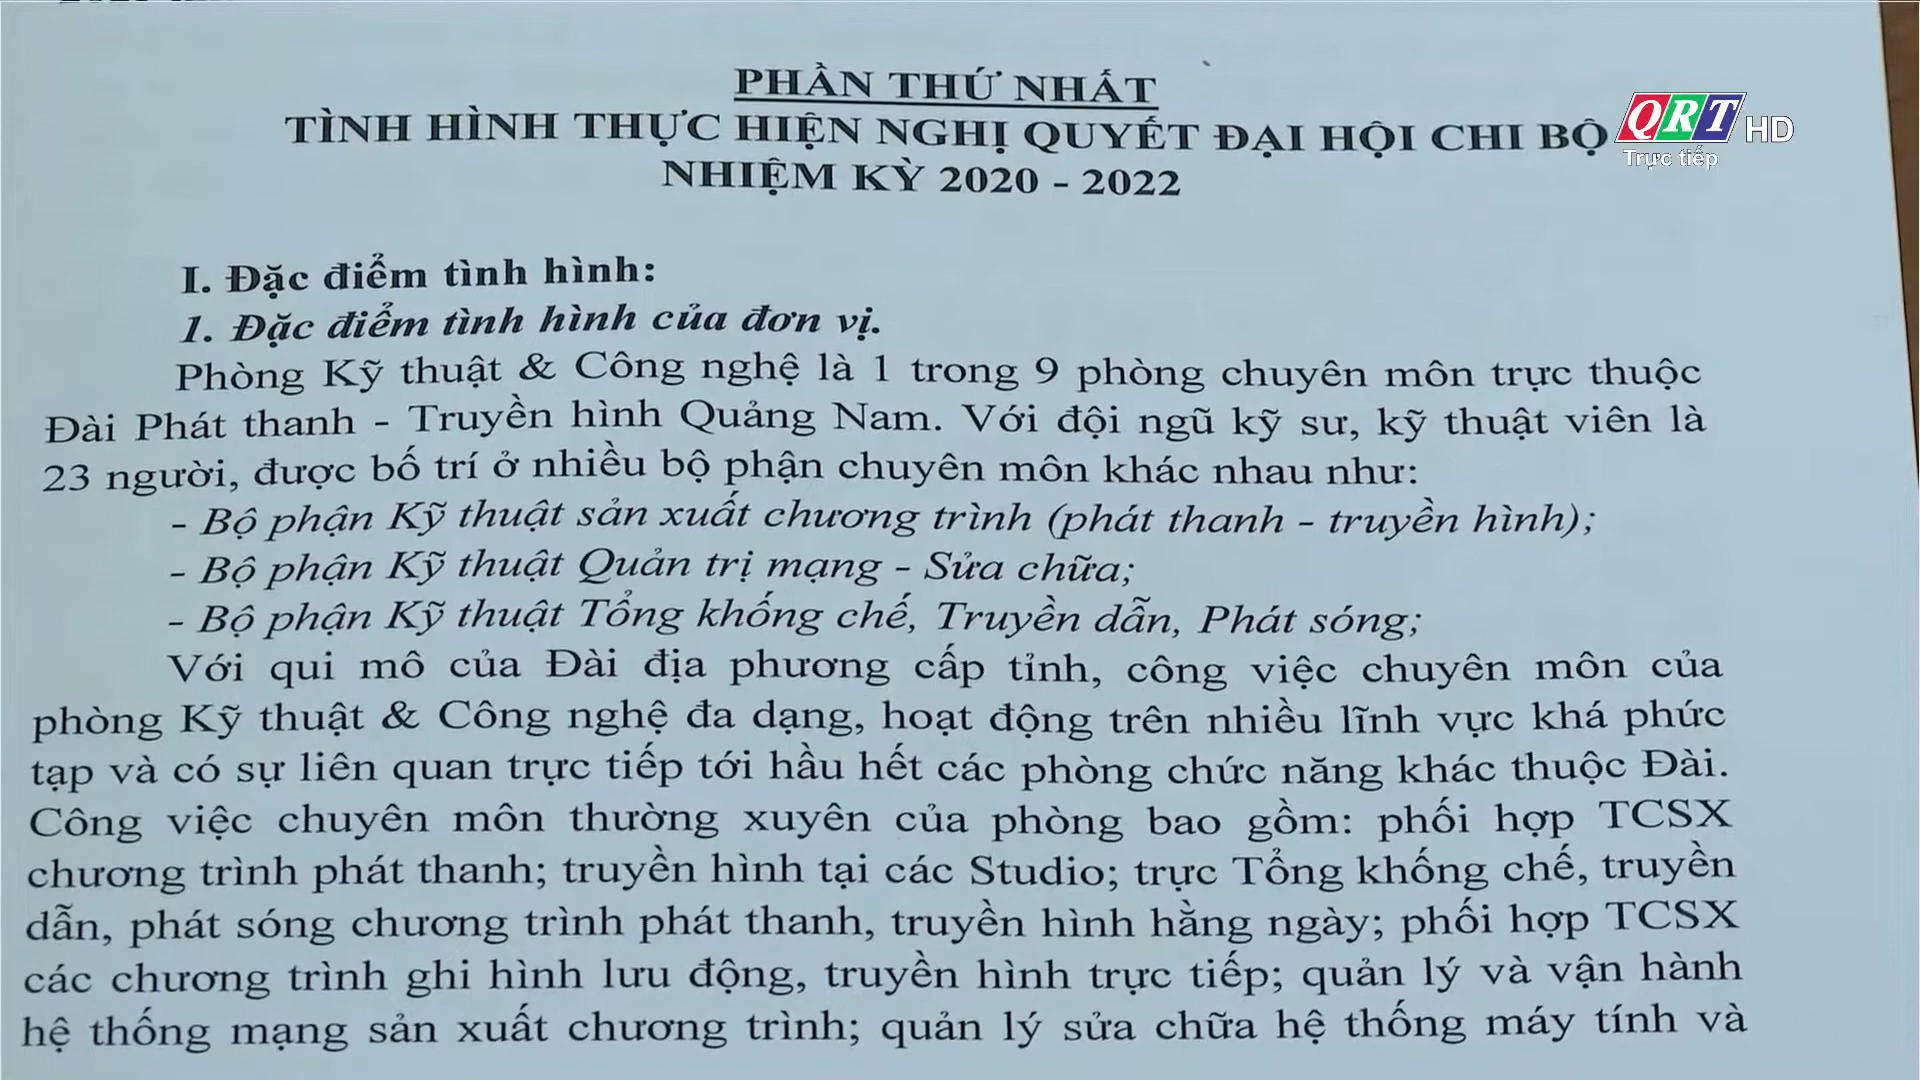 PHẦN THỨ NHẤT
TÌNH HÌNH THỰC HIỆN NGHỊ QUYẾT ĐẠI HỘI CHI BỘ
NHIỆM KỲ 2020 - 2022
QRT HD
Trực tiếp
I. Đặc điểm tình hình:
1. Đặc điểm tình hình của đơn vị.
Phòng Kỹ thuật & Công nghệ là 1 trong 9 phòng chuyên môn trực thuộc
Đài Phát thanh - Truyền hình Quảng Nam. Với đội ngũ kỹ sư, kỹ thuật viên là
23 người, được bố trí ở nhiều bộ phận chuyên môn khác nhau như:
- Bộ phận Kỹ thuật sản xuất chương trình (phát thanh - truyền hình);
- Bộ phận Kỹ thuật Quản trị mạng - Sửa chữa;
- Bộ phận Kỹ thuật Tổng khống chế, Truyền dẫn, Phát sóng;
Với qui mô của Đài địa phương cấp tỉnh, công việc chuyên môn của
phòng Kỹ thuật & Công nghệ đa dạng, hoạt động trên nhiều lĩnh vực khá phức
tạp và có sự liên quan trực tiếp tới hầu hết các phòng chức năng khác thuộc Đài.
Công việc chuyên môn thường xuyên của phòng bao gồm: phối hợp TCSX
chương trình phát thanh; truyền hình tại các Studio; trực Tổng khống chế, truyền
dẫn, phát sóng chương trình phát thanh, truyền hình hằng ngày; phối hợp TCSX
các chương trình ghi hình lưu động, truyền hình trực tiếp; quản lý và vận hành
hệ thống mạng sản xuất chương trình; quản lý sửa chữa hệ thống máy tính và